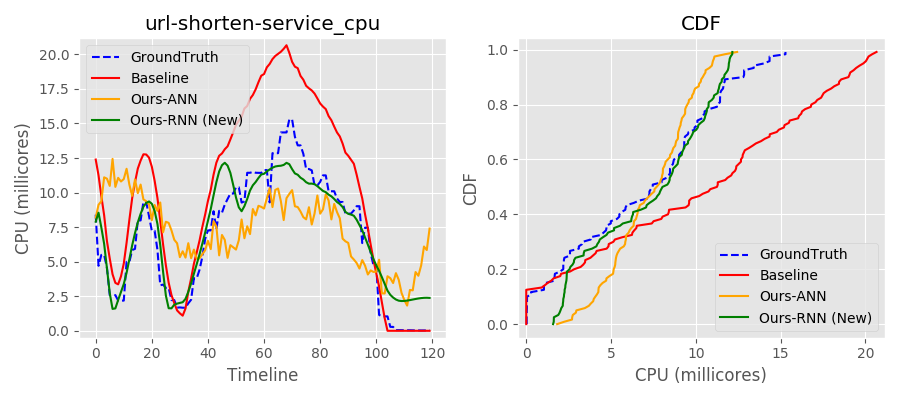 url-shorten-service_cpu
20.0
17.5
15.0
12.5
10.0
7.5
5.0
2.5
0.0
CPU (millicores)
GroundTruth
Baseline
Ours-ANN
Ours-RNN (New)
0 20 40 60 80 100 120
Timeline
CDF
1.0
0.8
0.6
0.4
0.2
0.0
CDF
GroundTruth
Baseline
Ours-ANN
Ours-RNN (New)
0 5 10 15 20
CPU (millicores)